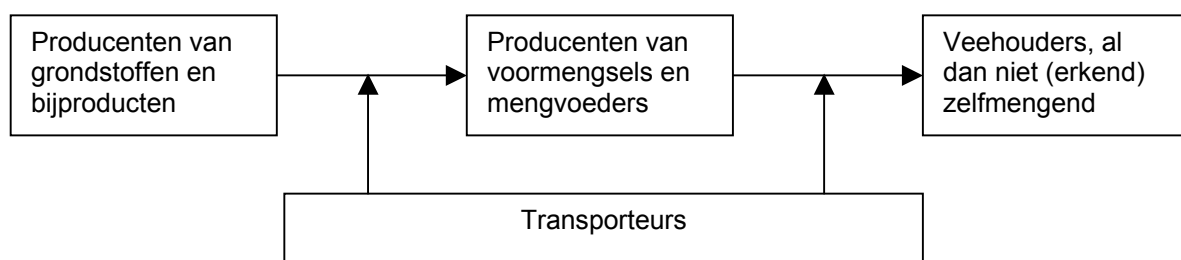 Producenten van
grondstoffen en
bijproducten
Producenten van
voormengsels en
mengvoeders
Veehouders, al
dan niet (erkend)
zelfmengend
Transporteurs